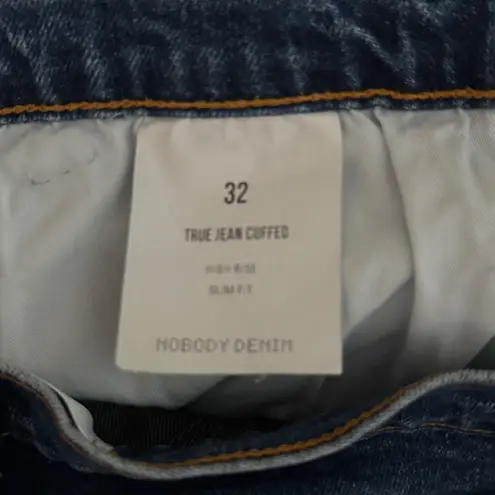 32
TRUE JEAN CUFFED
HIGH RISE
SLIM FIT
NOBODY DENIM